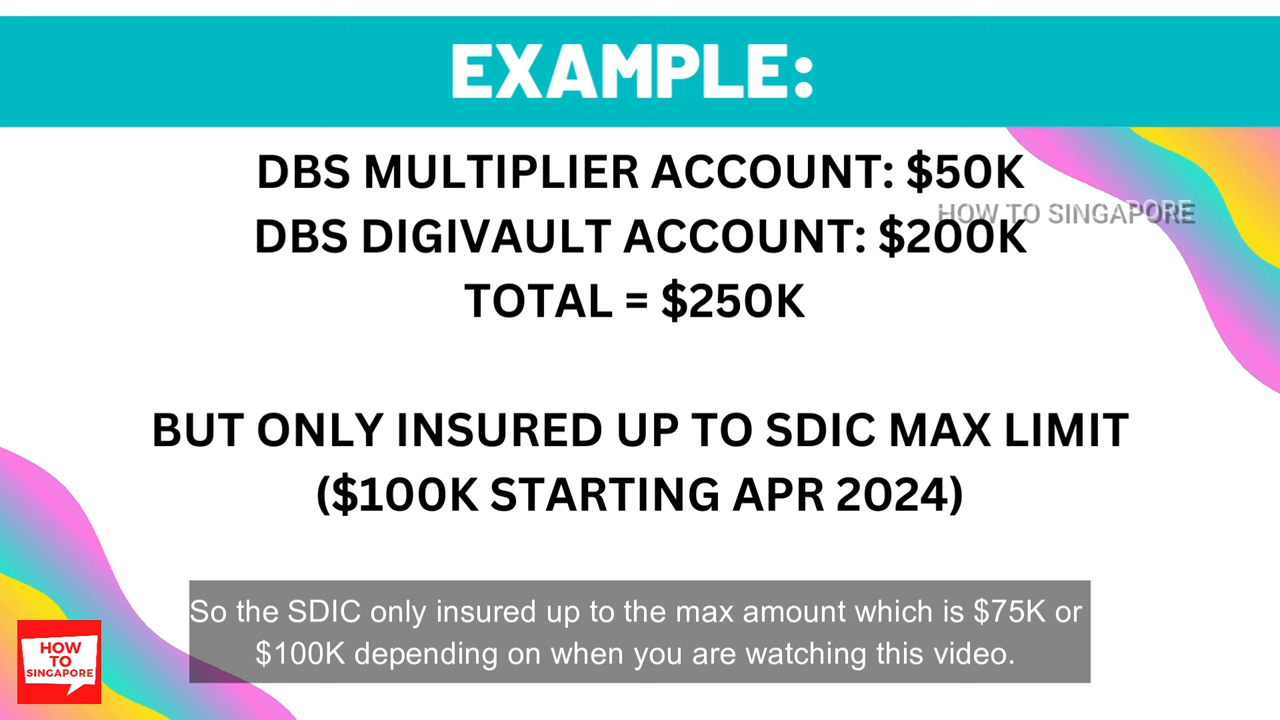 EXAMPLE:
DBS MULTIPLIER ACCOUNT: $50K
HOW TO SINGAPORE
DBS DIGIVAULT ACCOUNT: $200K
TOTAL = $250K
BUT ONLY INSURED UP TO SDIC MAX LIMIT
($100K STARTING APR 2024)
So the SDIC only insured up to the max amount which is $75K or
$100K depending on when you are watching this video.
HOW
TO
SINGAPORE